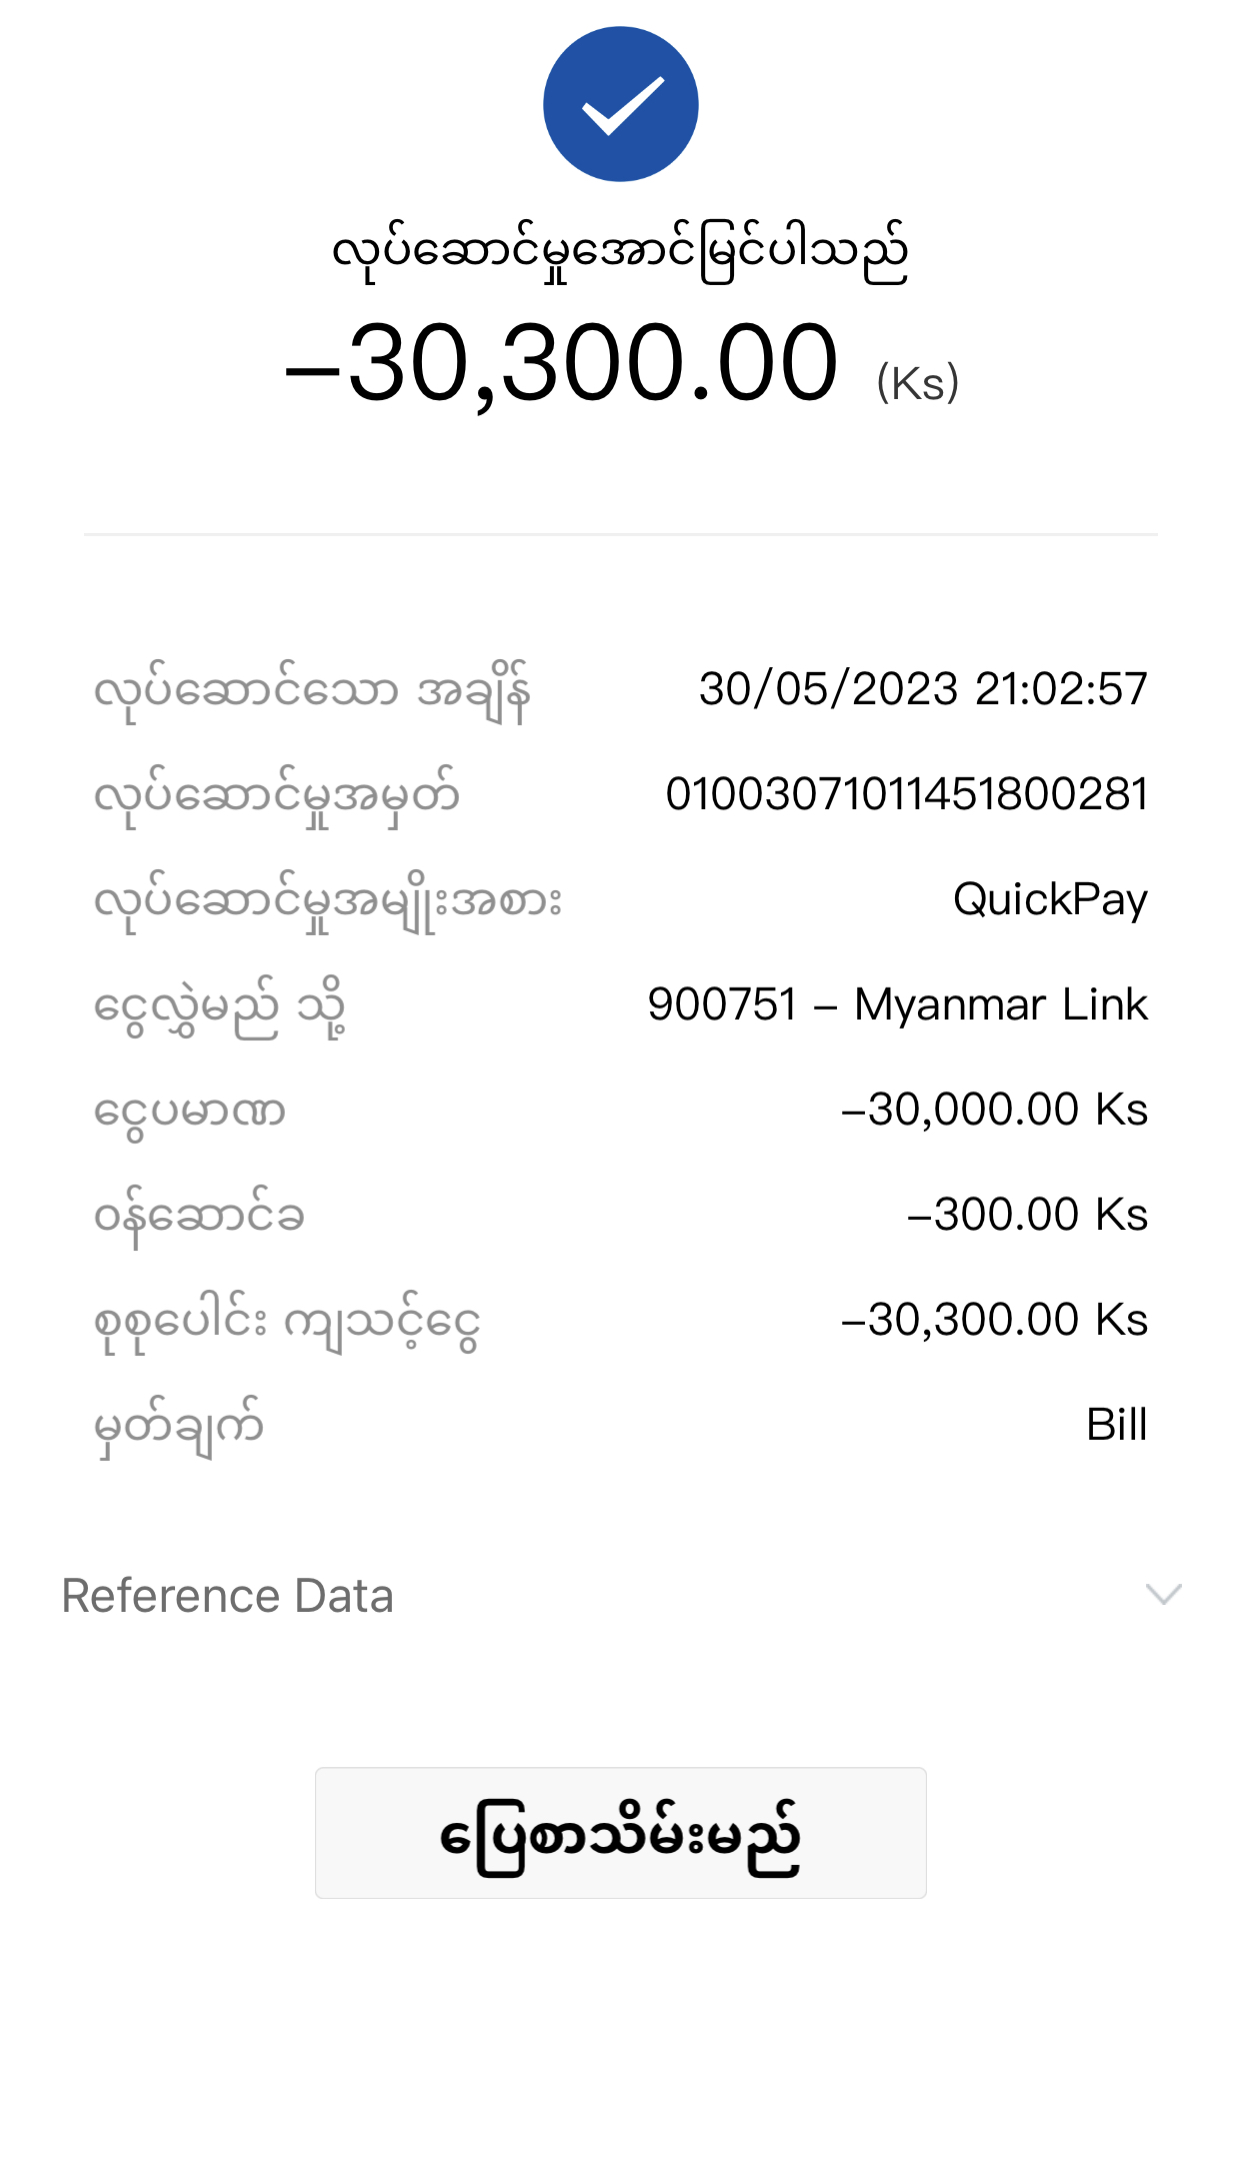 လုပ်ဆောင်မှုအောင်မြင်ပါသည်
–30,300.00 (Ks)
လုပ်ဆောင်သော အချိန် 30/05/2023 21:02:57
လုပ်ဆောင်မှုအမှတ် 01003071011451800281
လုပ်ဆောင်မှုအမျိုးအစား QuickPay
ငွေလွှဲမည် သို့ 900751 – Myanmar Link
ငွေပမာဏ –30,000.00 Ks
ဝန်ဆောင်ခ –300.00 Ks
စုစုပေါင်း ကျသင့်ငွေ –30,300.00 Ks
မှတ်ချက် Bill
Reference Data
ပြေစာသိမ်းမည်